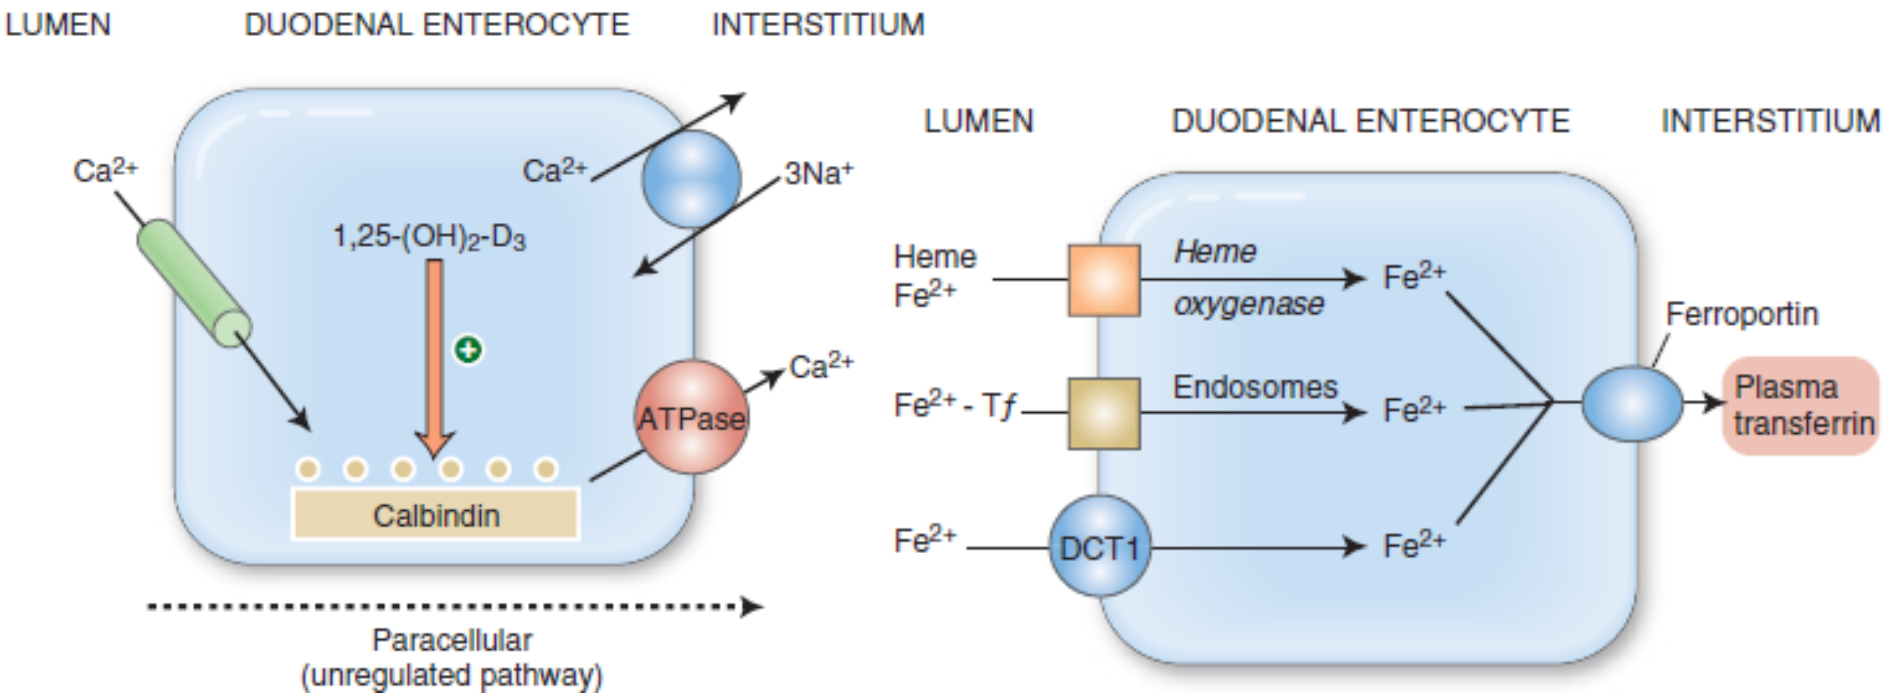 LUMEN DUODENAL ENTEROCYTE INTERSTITIUM
Ca²⁺
Ca²⁺
3Na⁺
1,25-(OH)₂-D₃
+
Ca²⁺
ATPase
Calbindin
Paracellular
(unregulated pathway)
LUMEN DUODENAL ENTEROCYTE INTERSTITIUM
Heme
Fe²⁺
Heme
oxygenase
Fe²⁺
Ferroportin
Fe²⁺ - Tf
Endosomes
Fe²⁺
Plasma
transferrin
Fe²⁺
DCT1
Fe²⁺